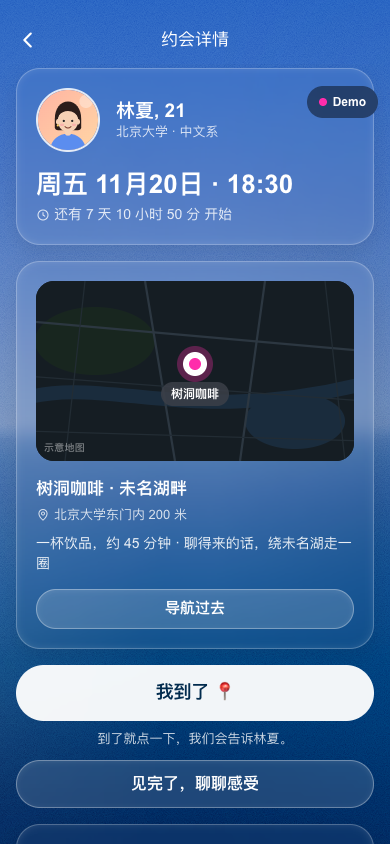 约会详情
林夏, 21
Demo
北京大学 · 中文系
周五 11月20日 · 18:30
还有 7 天 10 小时 50 分 开始
树洞咖啡
示意地图
树洞咖啡 · 未名湖畔
北京大学东门内 200 米
一杯饮品，约 45 分钟 · 聊得来的话，绕未名湖走一
圈
导航过去
我到了 📍
到了就点一下，我们会告诉林夏。
见完了，聊聊感受